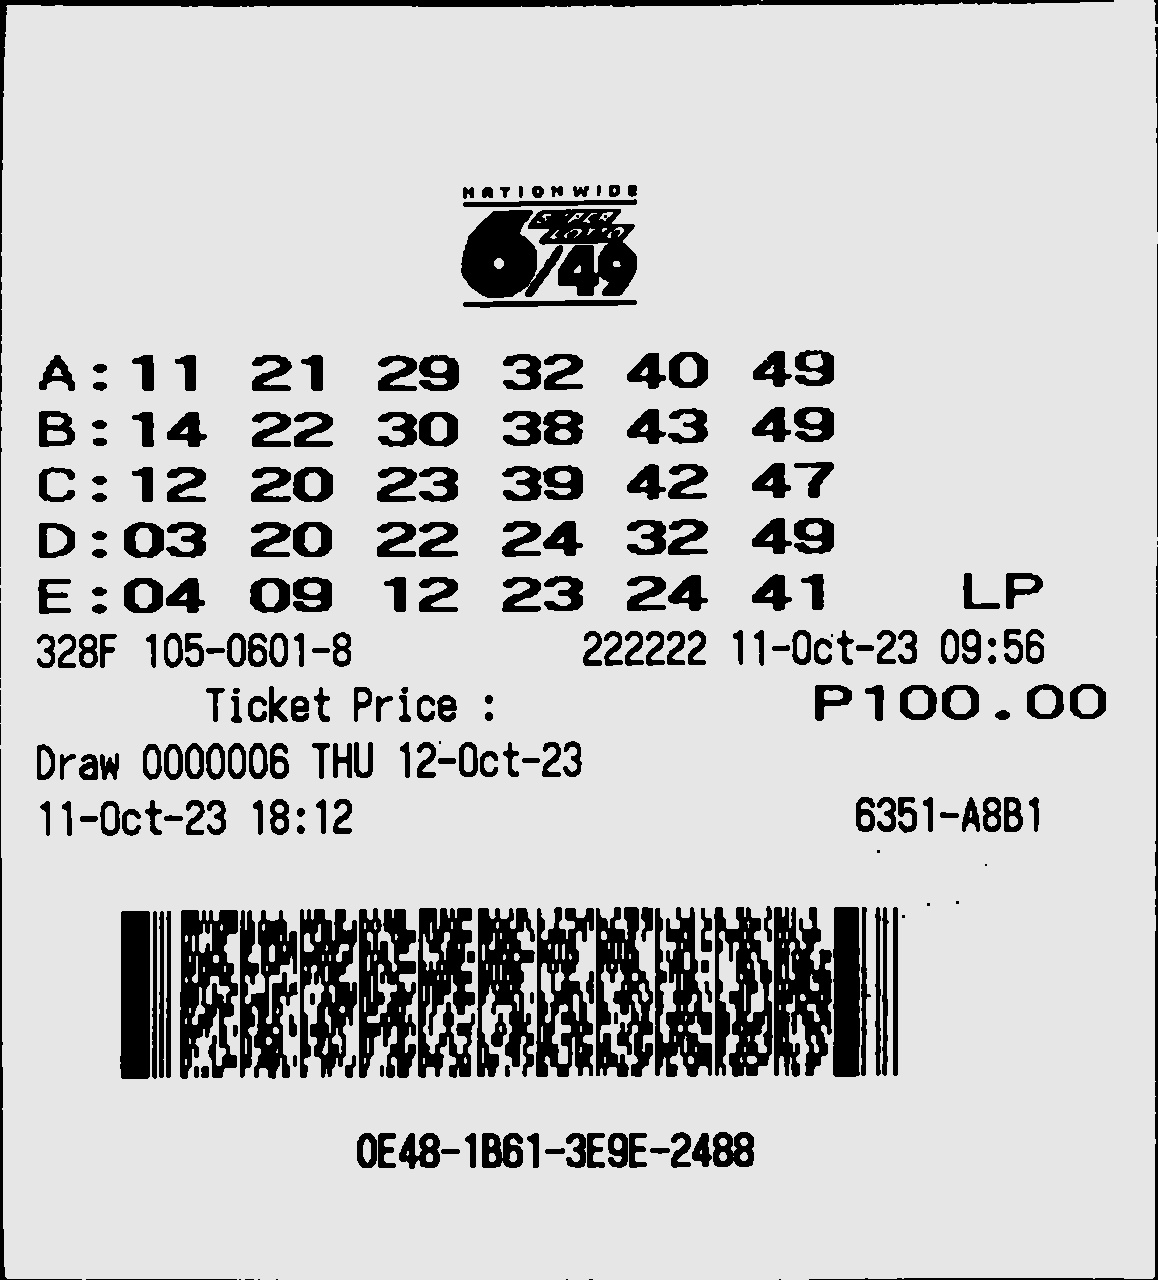 NATIONWIDE
SUPER
LOTTO
6/49
A:11 21 29 32 40 49
B:14 22 30 38 43 49
C:12 20 23 39 42 47
D:03 20 22 24 32 49
E:04 09 12 23 24 41 LP
328F 105-0601-8 222222 11-Oct-23 09:56
Ticket Price : P100.00
Draw 0000006 THU 12-Oct-23
11-Oct-23 18:12 6351-A8B1
0E48-1B61-3E9E-2488